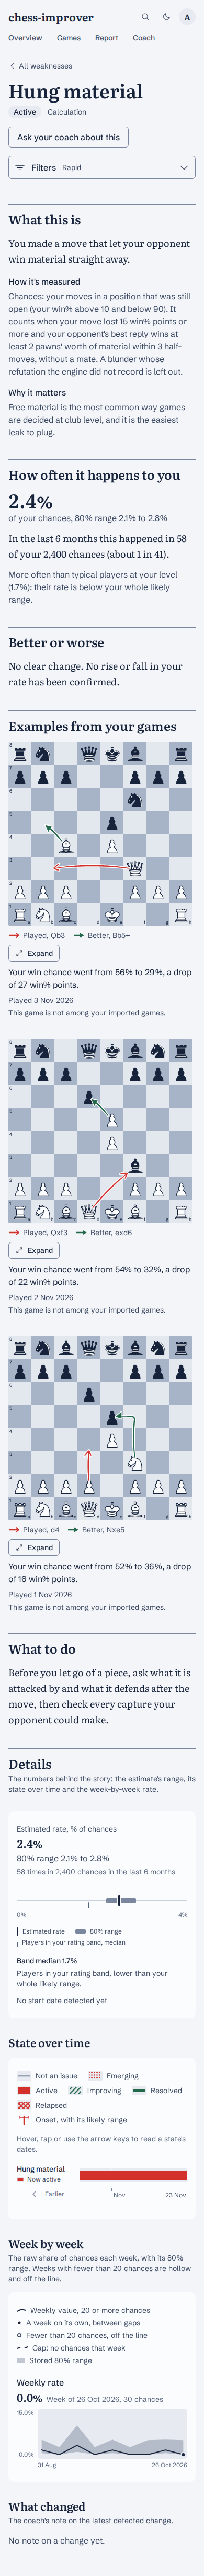 chess-improver
A
Overview Games Report Coach
All weaknesses
Hung material
Active Calculation
Ask your coach about this
Filters Rapid
What this is
You made a move that let your opponent
win material straight away.
How it's measured
Chances: your moves in a position that was still
open (your win% above 10 and below 90). It
counts when your move lost 15 win% points or
more and your opponent's best reply wins at
least 2 pawns' worth of material within 3 half-
moves, without a mate. A blunder whose
refutation the engine did not record is left out.
Why it matters
Free material is the most common way games
are decided at club level, and it is the easiest
leak to plug.
How often it happens to you
2.4%
of your chances, 80% range 2.1% to 2.8%
In the last 6 months this happened in 58
of your 2,400 chances (about 1 in 41).
More often than typical players at your level
(1.7%): their rate is below your whole likely
range.
Better or worse
No clear change. No rise or fall in your
rate has been confirmed.
Examples from your games
Played, Qb3 Better, Bb5+
Expand
Your win chance went from 56% to 29%, a drop
of 27 win% points.
Played 3 Nov 2026
This game is not among your imported games.
Played, Qxf3 Better, exd6
Expand
Your win chance went from 54% to 32%, a drop
of 22 win% points.
Played 2 Nov 2026
This game is not among your imported games.
Played, d4 Better, Nxe5
Expand
Your win chance went from 52% to 36%, a drop
of 16 win% points.
Played 1 Nov 2026
This game is not among your imported games.
What to do
Before you let go of a piece, ask what it is
attacked by and what it defends after the
move, then check every capture your
opponent could make.
Details
The numbers behind the story: the estimate's range, its
state over time and the week-by-week rate.
Estimated rate, % of chances
2.4%
80% range 2.1% to 2.8%
58 times in 2,400 chances in the last 6 months
0% 4%
Estimated rate 80% range
Players in your rating band, median
Band median 1.7%
Players in your rating band, lower than your
whole likely range.
No start date detected yet
State over time
Not an issue Emerging
Active Improving Resolved
Relapsed
Onset, with its likely range
Hover, tap or use the arrow keys to read a state's
dates.
Hung material
Now active
Earlier Nov 23 Nov
Week by week
The raw share of chances each week, with its 80%
range. Weeks with fewer than 20 chances are hollow
and off the line.
Weekly value, 20 or more chances
A week on its own, between gaps
Fewer than 20 chances, off the line
Gap: no chances that week
Stored 80% range
Weekly rate
0.0% Week of 26 Oct 2026, 30 chances
15.0%
0.0%
31 Aug 26 Oct 2026
What changed
The coach's note on the latest detected change.
No note on a change yet.